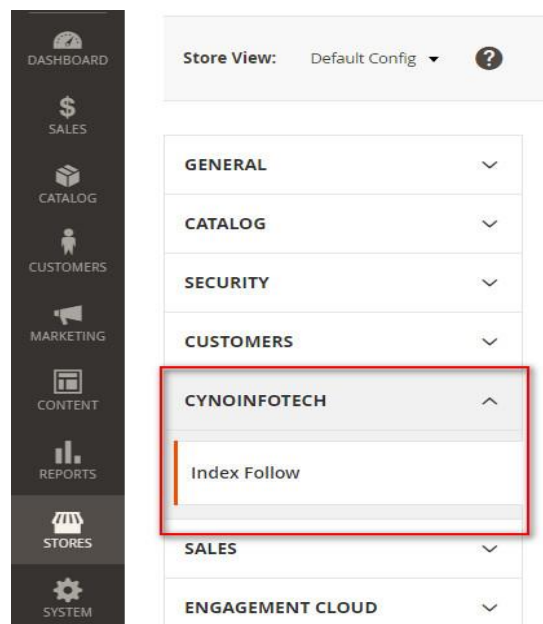 DASHBOARD
SALES
CATALOG
CUSTOMERS
MARKETING
CONTENT
REPORTS
STORES
SYSTEM
Store View: Default Config
GENERAL
CATALOG
SECURITY
CUSTOMERS
CYNOINFOTECH
Index Follow
SALES
ENGAGEMENT CLOUD